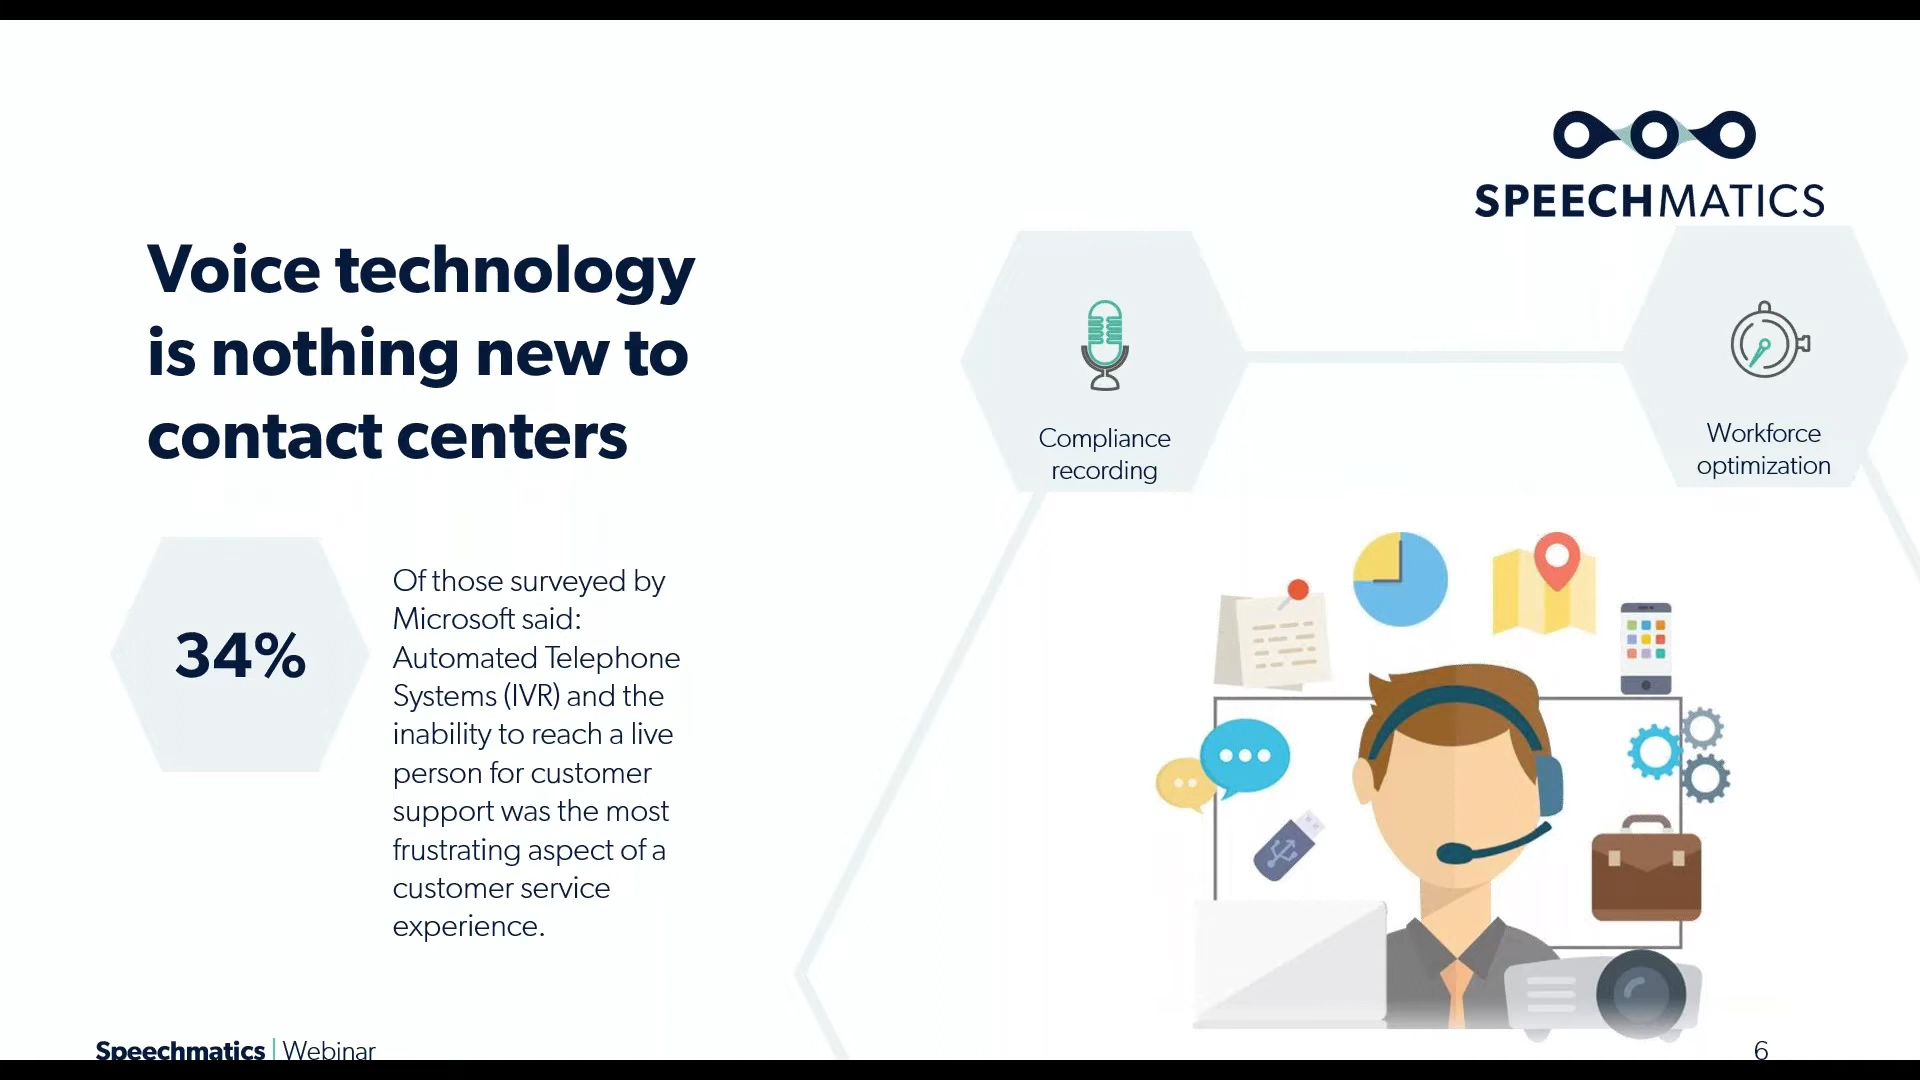 SPEECHMATICS
Voice technology
is nothing new to
contact centers
Compliance
recording
Workforce
optimization
34%
Of those surveyed by
Microsoft said:
Automated Telephone
Systems (IVR) and the
inability to reach a live
person for customer
support was the most
frustrating aspect of a
customer service
experience.
Speechmatics | Webinar
6